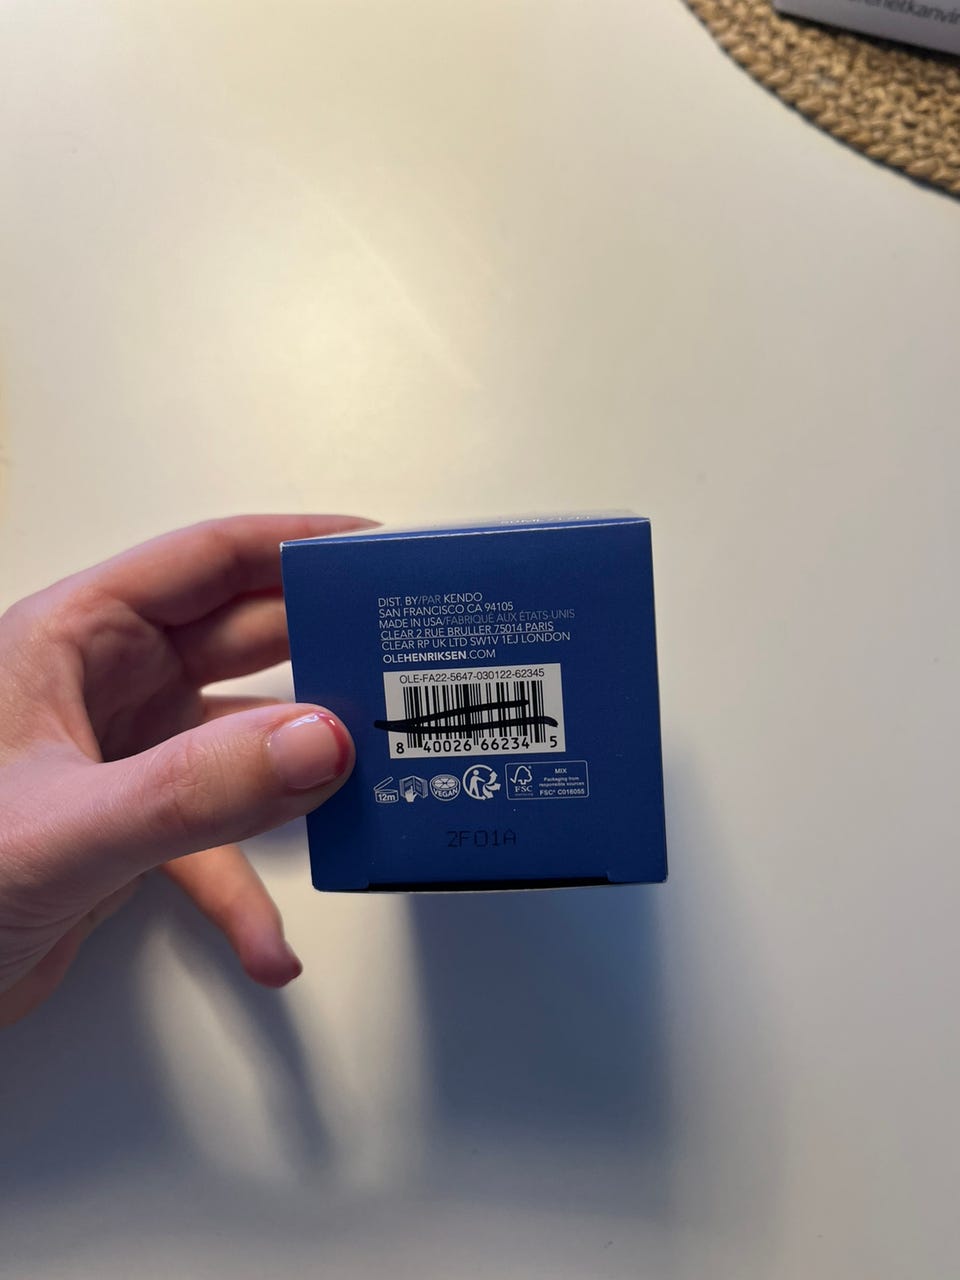 DIST. BY/PAR KENDO
SAN FRANCISCO CA 94105
MADE IN USA/FABRIQUÉ AUX ÉTATS-UNIS
CLEAR 2 RUE BRULLER 75014 PARIS
CLEAR RP UK LTD SW1V 1EJ LONDON
OLEHENRIKSEN.COM
OLE-FA22-5647-030122-62345
8 40026 66234 5
12m
VEGAN
FSC
MIX
Packaging from
responsible sources
FSC® C016055
2F01A